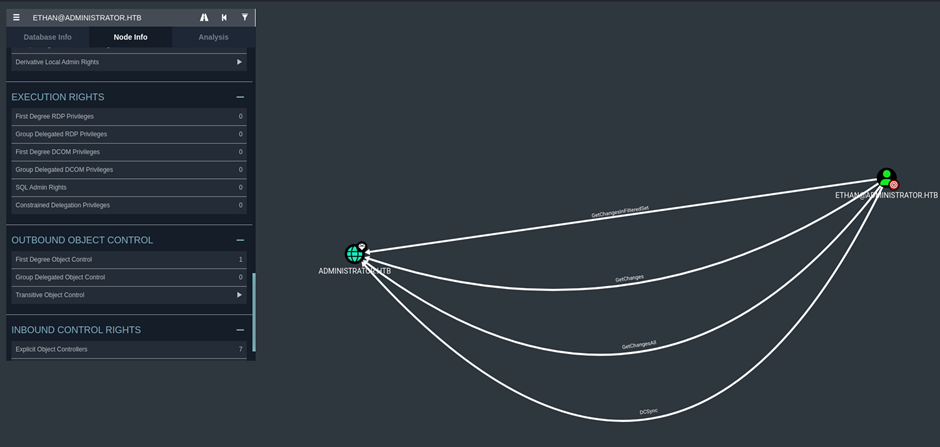 ETHAN@ADMINISTRATOR.HTB
Database Info Node Info Analysis
Derivative Local Admin Rights
EXECUTION RIGHTS
First Degree RDP Privileges 0
Group Delegated RDP Privileges 0
First Degree DCOM Privileges 0
Group Delegated DCOM Privileges 0
SQL Admin Rights 0
Constrained Delegation Privileges 0
OUTBOUND OBJECT CONTROL
First Degree Object Control 1
Group Delegated Object Control 0
Transitive Object Control
INBOUND CONTROL RIGHTS
Explicit Object Controllers 7
ETHAN@ADMINISTRATOR.HTB
GetChangesInFilteredSet
ADMINISTRATOR.HTB
GetChanges
GetChangesAll
DCSync